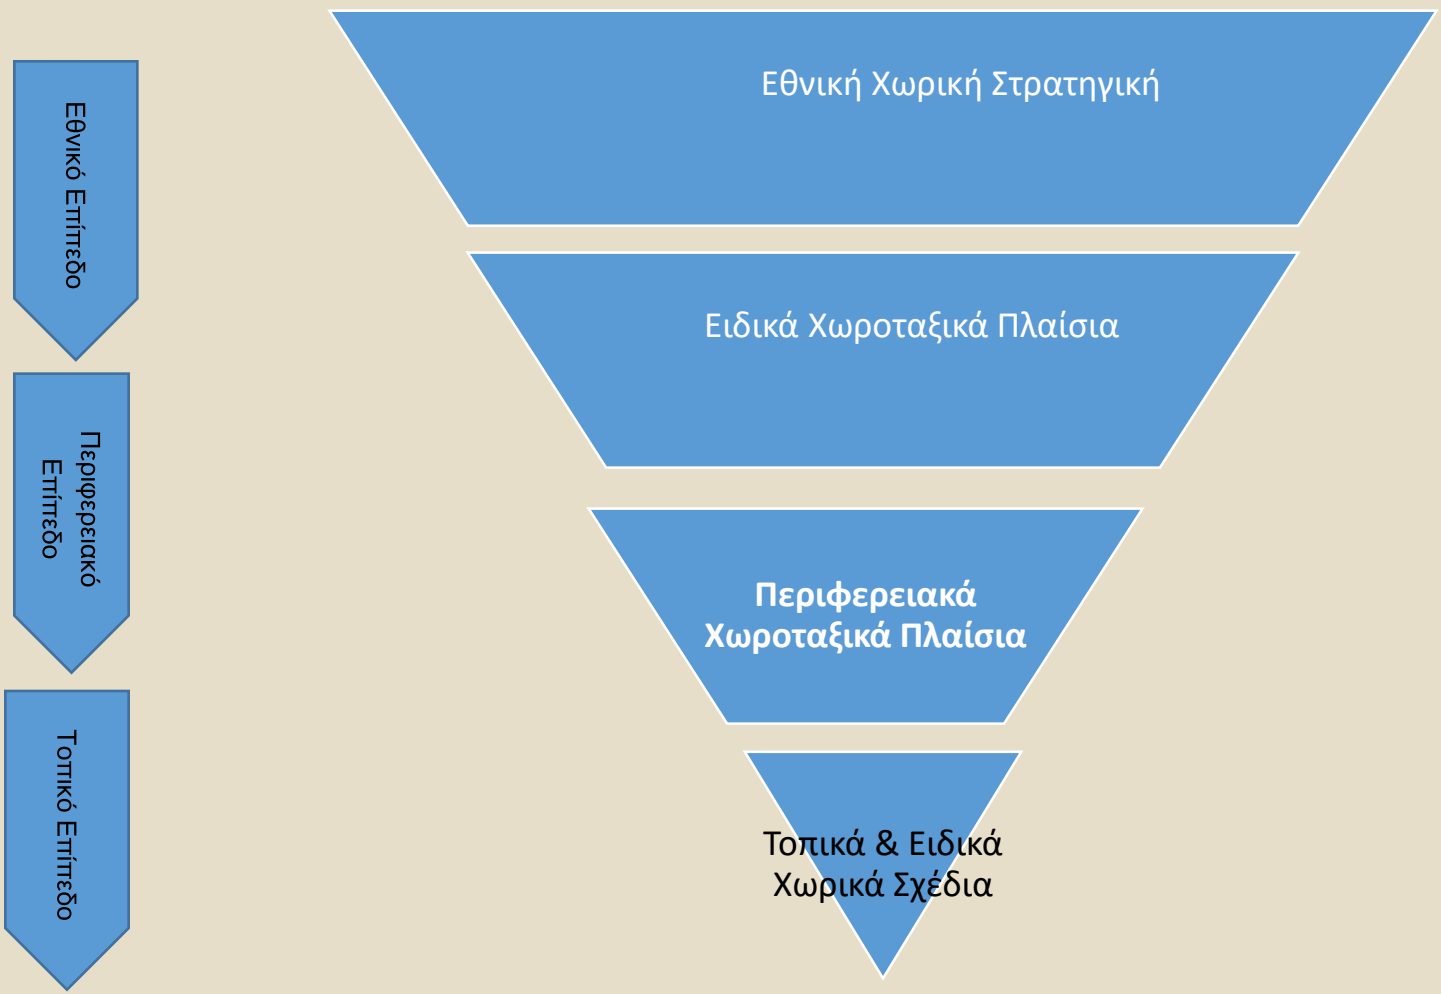 Εθνική Χωρική Στρατηγική
Εθνικό Επίπεδο
Ειδικά Χωροταξικά Πλαίσια
Περιφερειακό
Επίπεδο
Περιφερειακά
Χωροταξικά Πλαίσια
Τοπικό Επίπεδο
Τοπικά & Ειδικά
Χωρικά Σχέδια